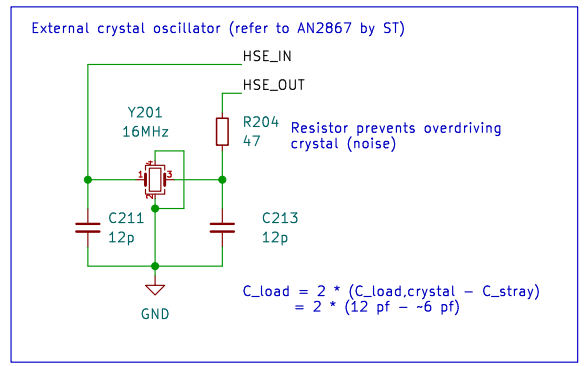 External crystal oscillator (refer to AN2867 by ST)
HSE_IN
HSE_OUT
Y201
16MHz
R204
47
Resistor prevents overdriving
crystal (noise)
4
1
3
2
C211
12p
C213
12p
C_load = 2 * (C_load,crystal - C_stray)
= 2 * (12 pf - ~6 pf)
GND